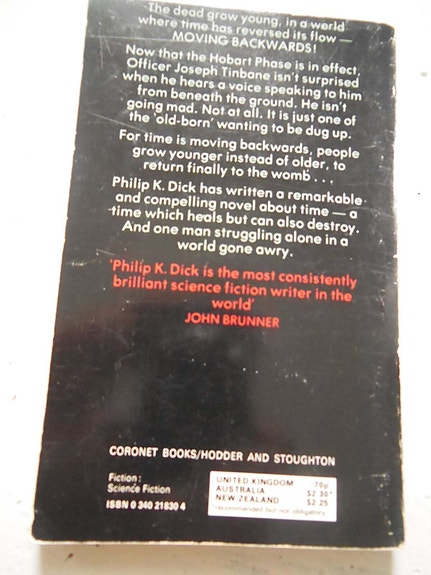 The dead grow young, in a world
where time has reversed its flow —
MOVING BACKWARDS!
Now that the Hobart Phase is in effect,
Officer Joseph Tinbane isn't surprised
when he hears a voice speaking to him
from beneath the ground. He isn't
going mad. Not at all. It is just one of
the 'old-born' wanting to be dug up.
For time is moving backwards, people
grow younger instead of older, to
return finally to the womb . . .
Philip K. Dick has written a remarkable
and compelling novel about time — a
time which heals but can also destroy.
And one man struggling alone in a
world gone awry.
'Philip K. Dick is the most consistently
brilliant science fiction writer in the
world'
JOHN BRUNNER
CORONET BOOKS/HODDER AND STOUGHTON
Fiction:
Science Fiction
ISBN 0 340 21830 4
UNITED KINGDOM 70p
AUSTRALIA $2.30*
NEW ZEALAND $2.25
*recommended but not obligatory